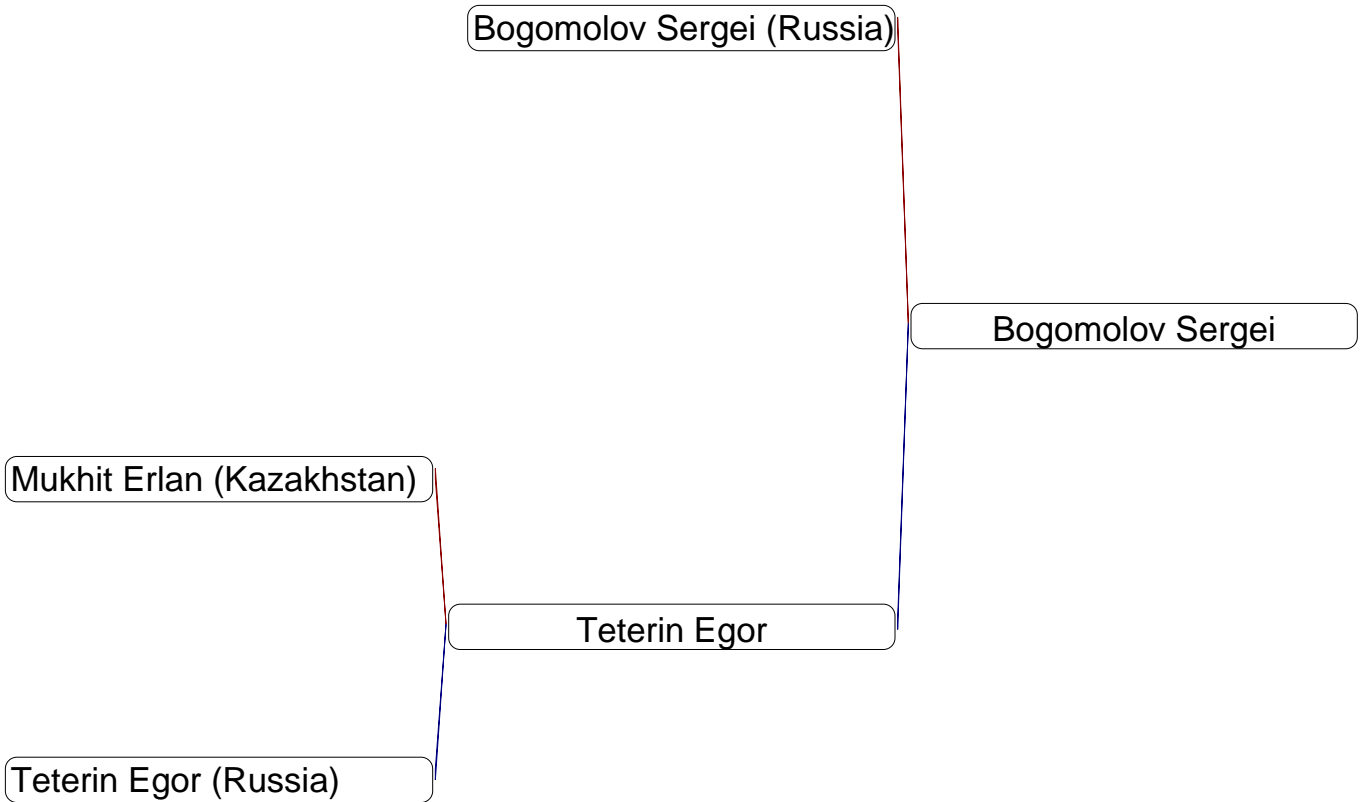 Bogomolov Sergei (Russia)
Bogomolov Sergei
Mukhit Erlan (Kazakhstan)
Teterin Egor
Teterin Egor (Russia)